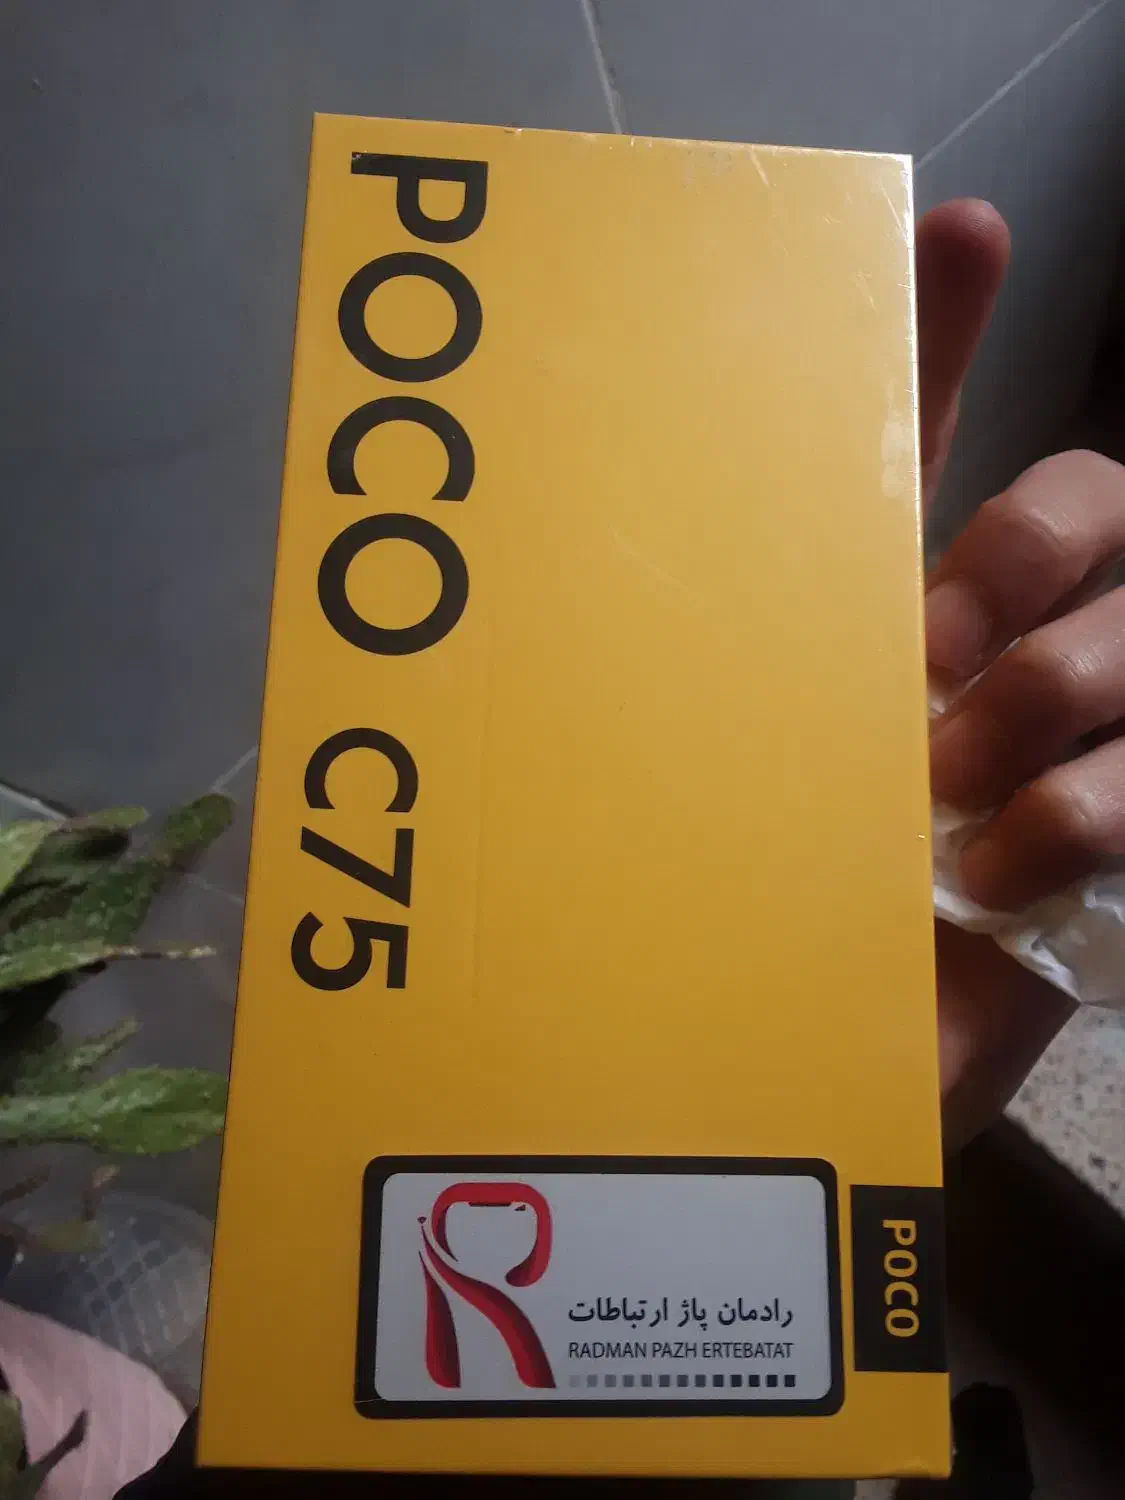 POCO C75
POCO
رادمان پاژ ارتباطات
RADMAN PAZH ERTEBATAT